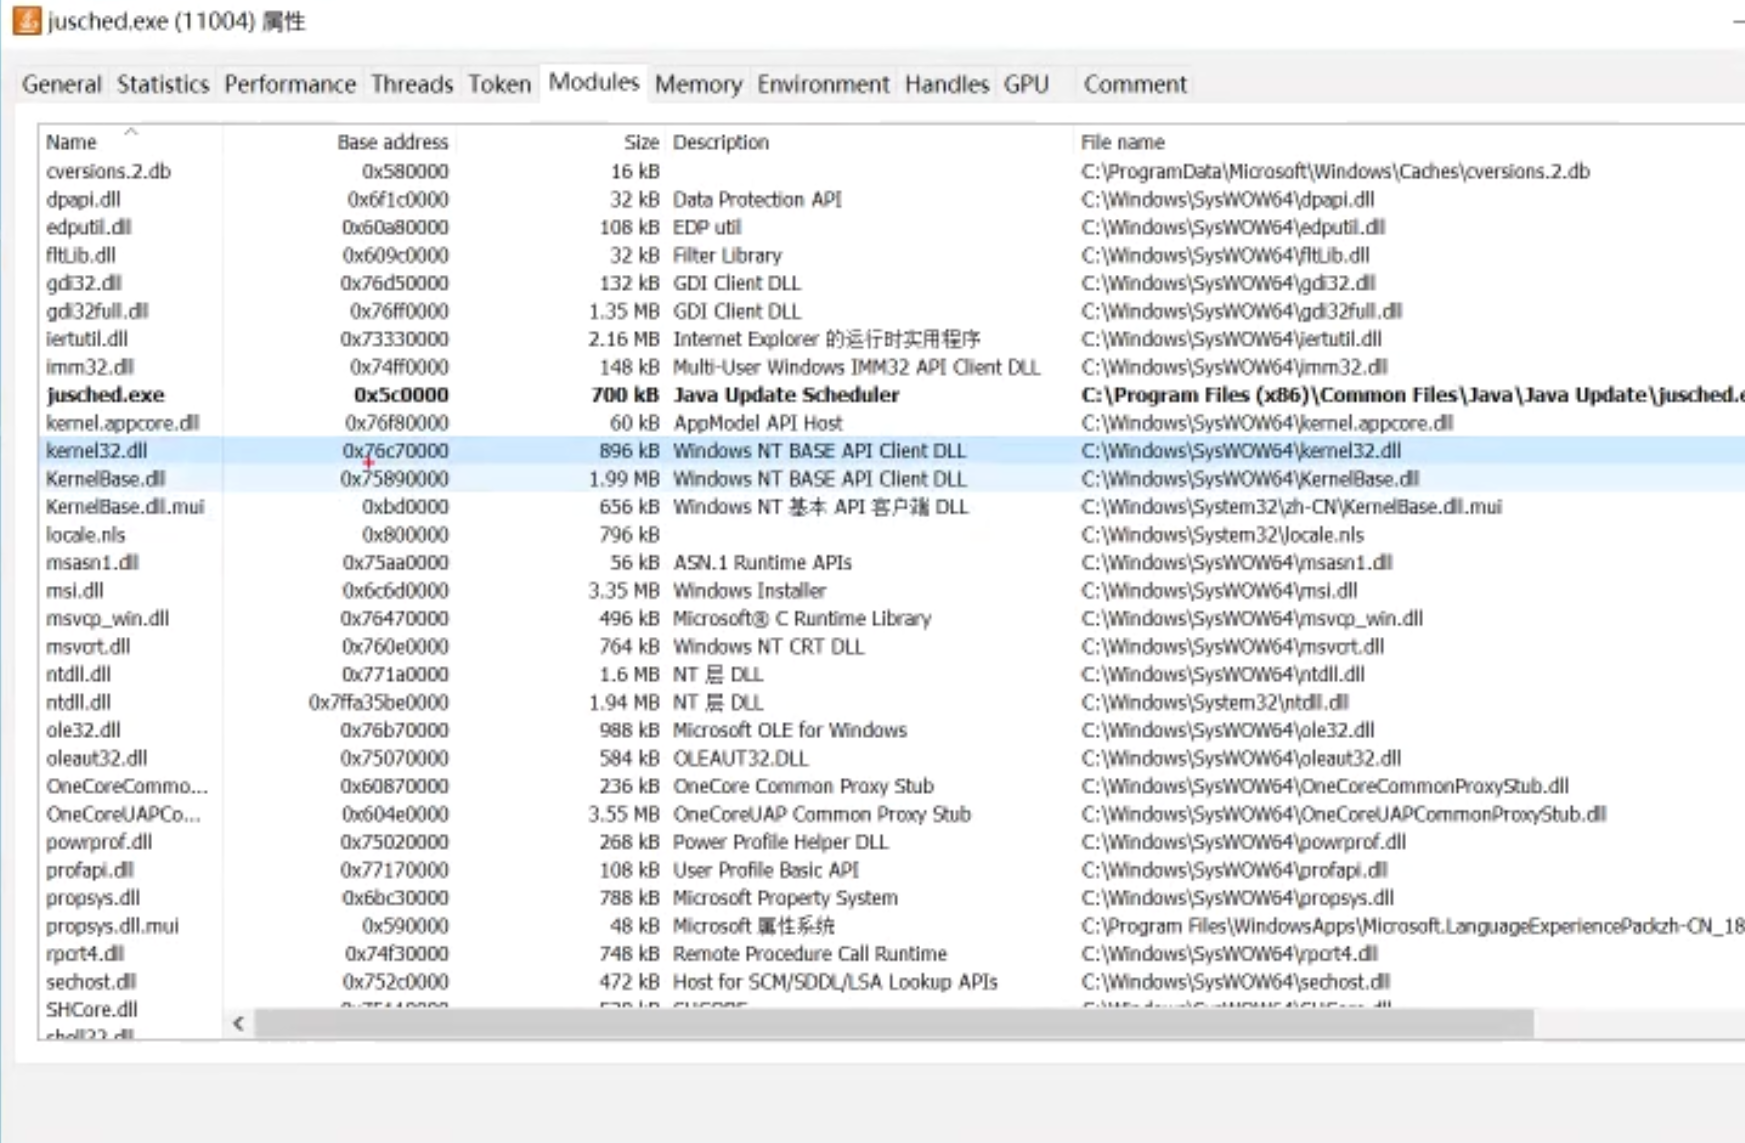 jusched.exe (11004) 属性
General Statistics Performance Threads Token Modules Memory Environment Handles GPU Comment
Name Base address Size Description File name
cversions.2.db 0x580000 16 kB C:\ProgramData\Microsoft\Windows\Caches\cversions.2.db
dpapi.dll 0x6f1c0000 32 kB Data Protection API C:\Windows\SysWOW64\dpapi.dll
edputil.dll 0x60a80000 108 kB EDP util C:\Windows\SysWOW64\edputil.dll
fltLib.dll 0x609c0000 32 kB Filter Library C:\Windows\SysWOW64\fltLib.dll
gdi32.dll 0x76d50000 132 kB GDI Client DLL C:\Windows\SysWOW64\gdi32.dll
gdi32full.dll 0x76ff0000 1.35 MB GDI Client DLL C:\Windows\SysWOW64\gdi32full.dll
iertutil.dll 0x73330000 2.16 MB Internet Explorer 的运行时实用程序 C:\Windows\SysWOW64\iertutil.dll
imm32.dll 0x74ff0000 148 kB Multi-User Windows IMM32 API Client DLL C:\Windows\SysWOW64\imm32.dll
jusched.exe 0x5c0000 700 kB Java Update Scheduler C:\Program Files (x86)\Common Files\Java\Java Update\jusched.e
kernel.appcore.dll 0x76f80000 60 kB AppModel API Host C:\Windows\SysWOW64\kernel.appcore.dll
kernel32.dll 0x76c70000 896 kB Windows NT BASE API Client DLL C:\Windows\SysWOW64\kernel32.dll
KernelBase.dll 0x75890000 1.99 MB Windows NT BASE API Client DLL C:\Windows\SysWOW64\KernelBase.dll
KernelBase.dll.mui 0xbd0000 656 kB Windows NT 基本 API 客户端 DLL C:\Windows\System32\zh-CN\KernelBase.dll.mui
locale.nls 0x800000 796 kB C:\Windows\System32\locale.nls
msasn1.dll 0x75aa0000 56 kB ASN.1 Runtime APIs C:\Windows\SysWOW64\msasn1.dll
msi.dll 0x6c6d0000 3.35 MB Windows Installer C:\Windows\SysWOW64\msi.dll
msvcp_win.dll 0x76470000 496 kB Microsoft® C Runtime Library C:\Windows\SysWOW64\msvcp_win.dll
msvcrt.dll 0x760e0000 764 kB Windows NT CRT DLL C:\Windows\SysWOW64\msvcrt.dll
ntdll.dll 0x771a0000 1.6 MB NT 层 DLL C:\Windows\SysWOW64\ntdll.dll
ntdll.dll 0x7ffa35be0000 1.94 MB NT 层 DLL C:\Windows\System32\ntdll.dll
ole32.dll 0x76b70000 988 kB Microsoft OLE for Windows C:\Windows\SysWOW64\ole32.dll
oleaut32.dll 0x75070000 584 kB OLEAUT32.DLL C:\Windows\SysWOW64\oleaut32.dll
OneCoreCommo... 0x60870000 236 kB OneCore Common Proxy Stub C:\Windows\SysWOW64\OneCoreCommonProxyStub.dll
OneCoreUAPCo... 0x604e0000 3.55 MB OneCoreUAP Common Proxy Stub C:\Windows\SysWOW64\OneCoreUAPCommonProxyStub.dll
powrprof.dll 0x75020000 268 kB Power Profile Helper DLL C:\Windows\SysWOW64\powrprof.dll
profapi.dll 0x77170000 108 kB User Profile Basic API C:\Windows\SysWOW64\profapi.dll
propsys.dll 0x6bc30000 788 kB Microsoft Property System C:\Windows\SysWOW64\propsys.dll
propsys.dll.mui 0x590000 48 kB Microsoft 属性系统 C:\Program Files\WindowsApps\Microsoft.LanguageExperiencePackzh-CN_18
rpcrt4.dll 0x74f30000 748 kB Remote Procedure Call Runtime C:\Windows\SysWOW64\rpcrt4.dll
sechost.dll 0x752c0000 472 kB Host for SCM/SDDL/LSA Lookup APIs C:\Windows\SysWOW64\sechost.dll
SHCore.dll